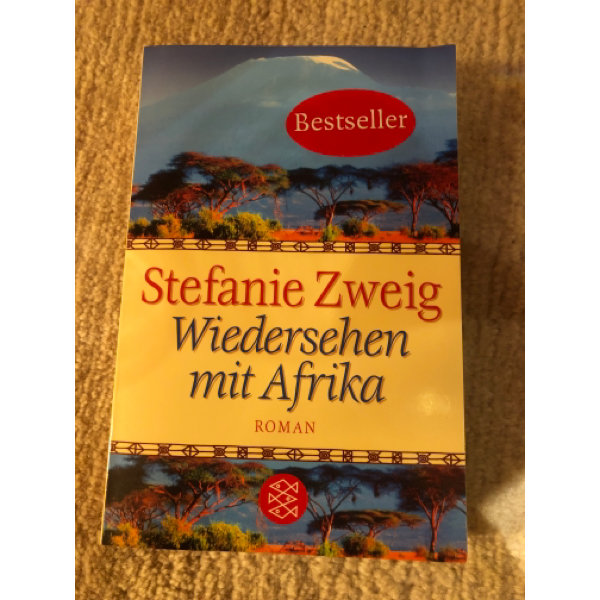 Bestseller
Stefanie Zweig
Wiedersehen
mit Afrika
ROMAN